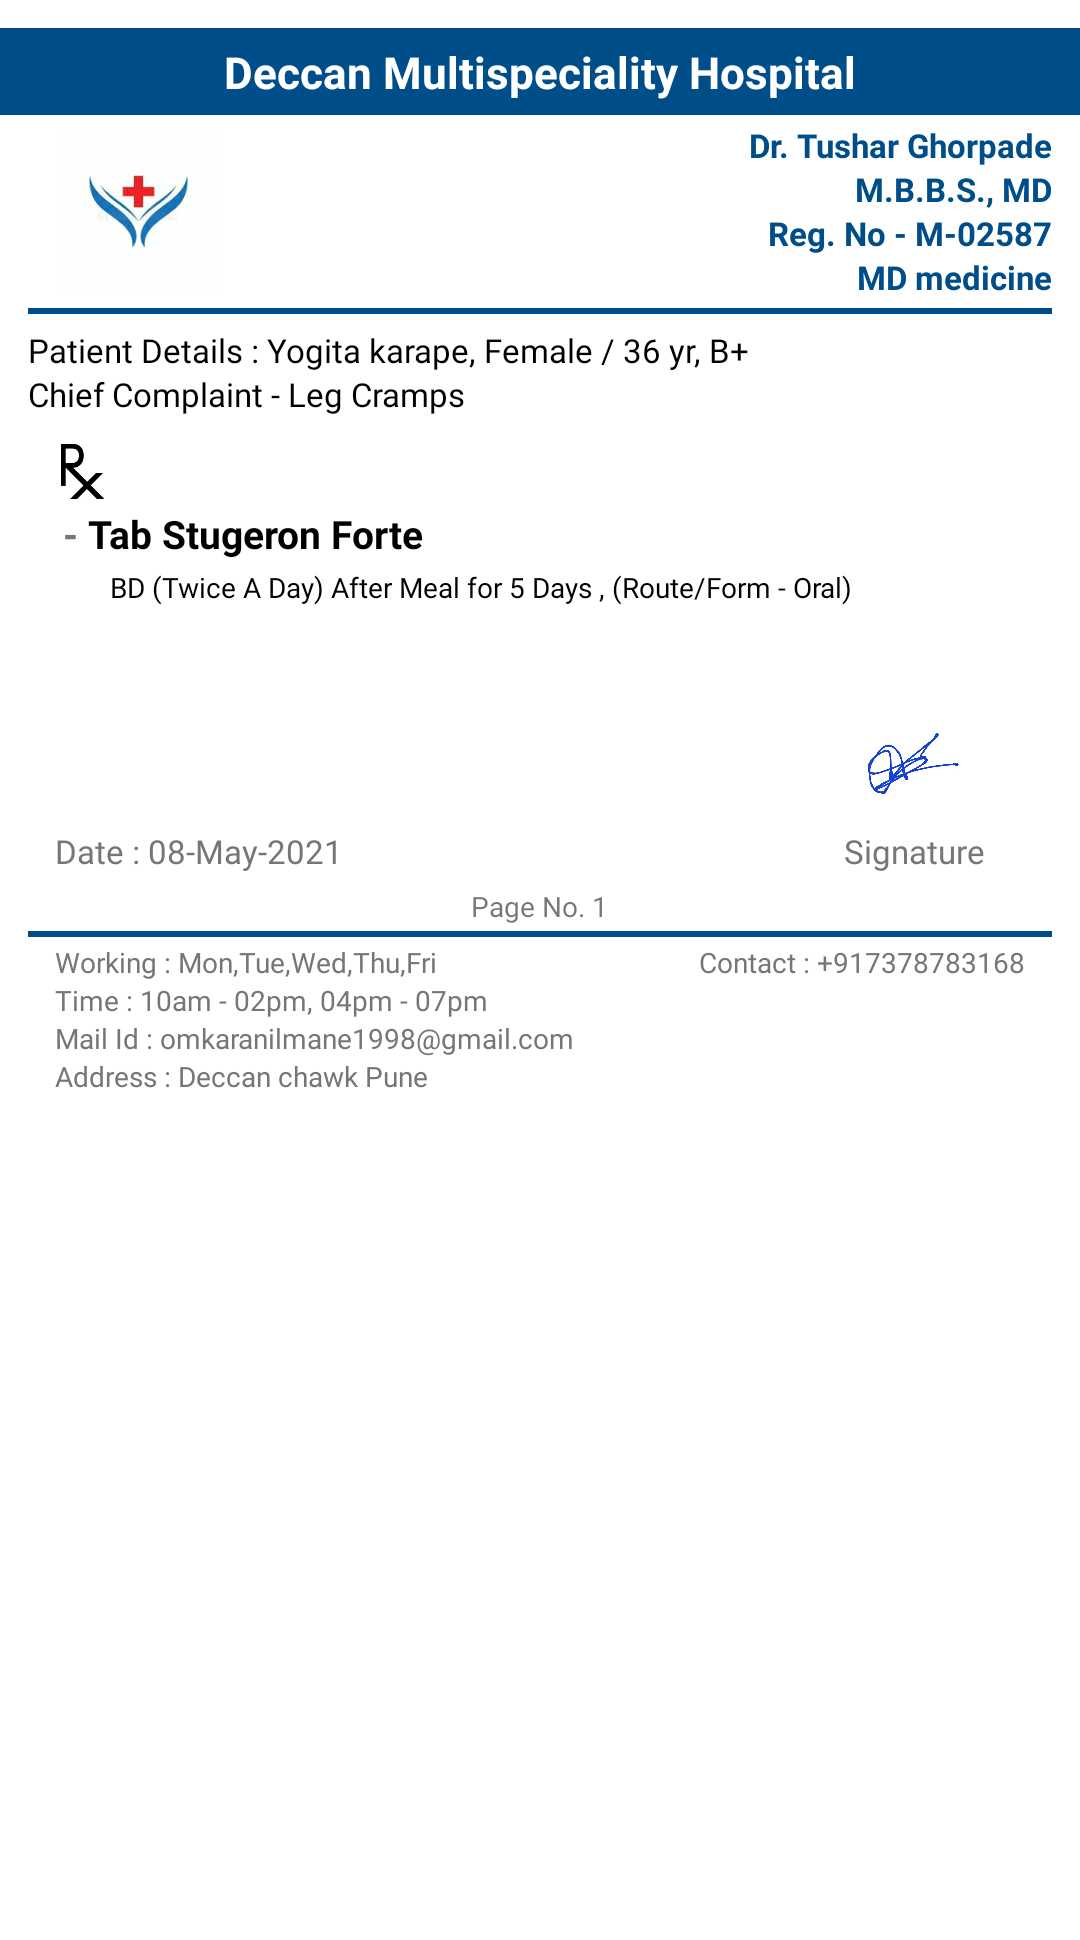 Deccan Multispeciality Hospital
Dr. Tushar Ghorpade
M.B.B.S., MD
Reg. No - M-02587
MD medicine
Patient Details : Yogita karape, Female / 36 yr, B+
Chief Complaint - Leg Cramps
℞
- Tab Stugeron Forte
BD (Twice A Day) After Meal for 5 Days , (Route/Form - Oral)
Date : 08-May-2021 Signature
Page No. 1
Working : Mon,Tue,Wed,Thu,Fri Contact : +917378783168
Time : 10am - 02pm, 04pm - 07pm
Mail Id : omkaranilmane1998@gmail.com
Address : Deccan chawk Pune